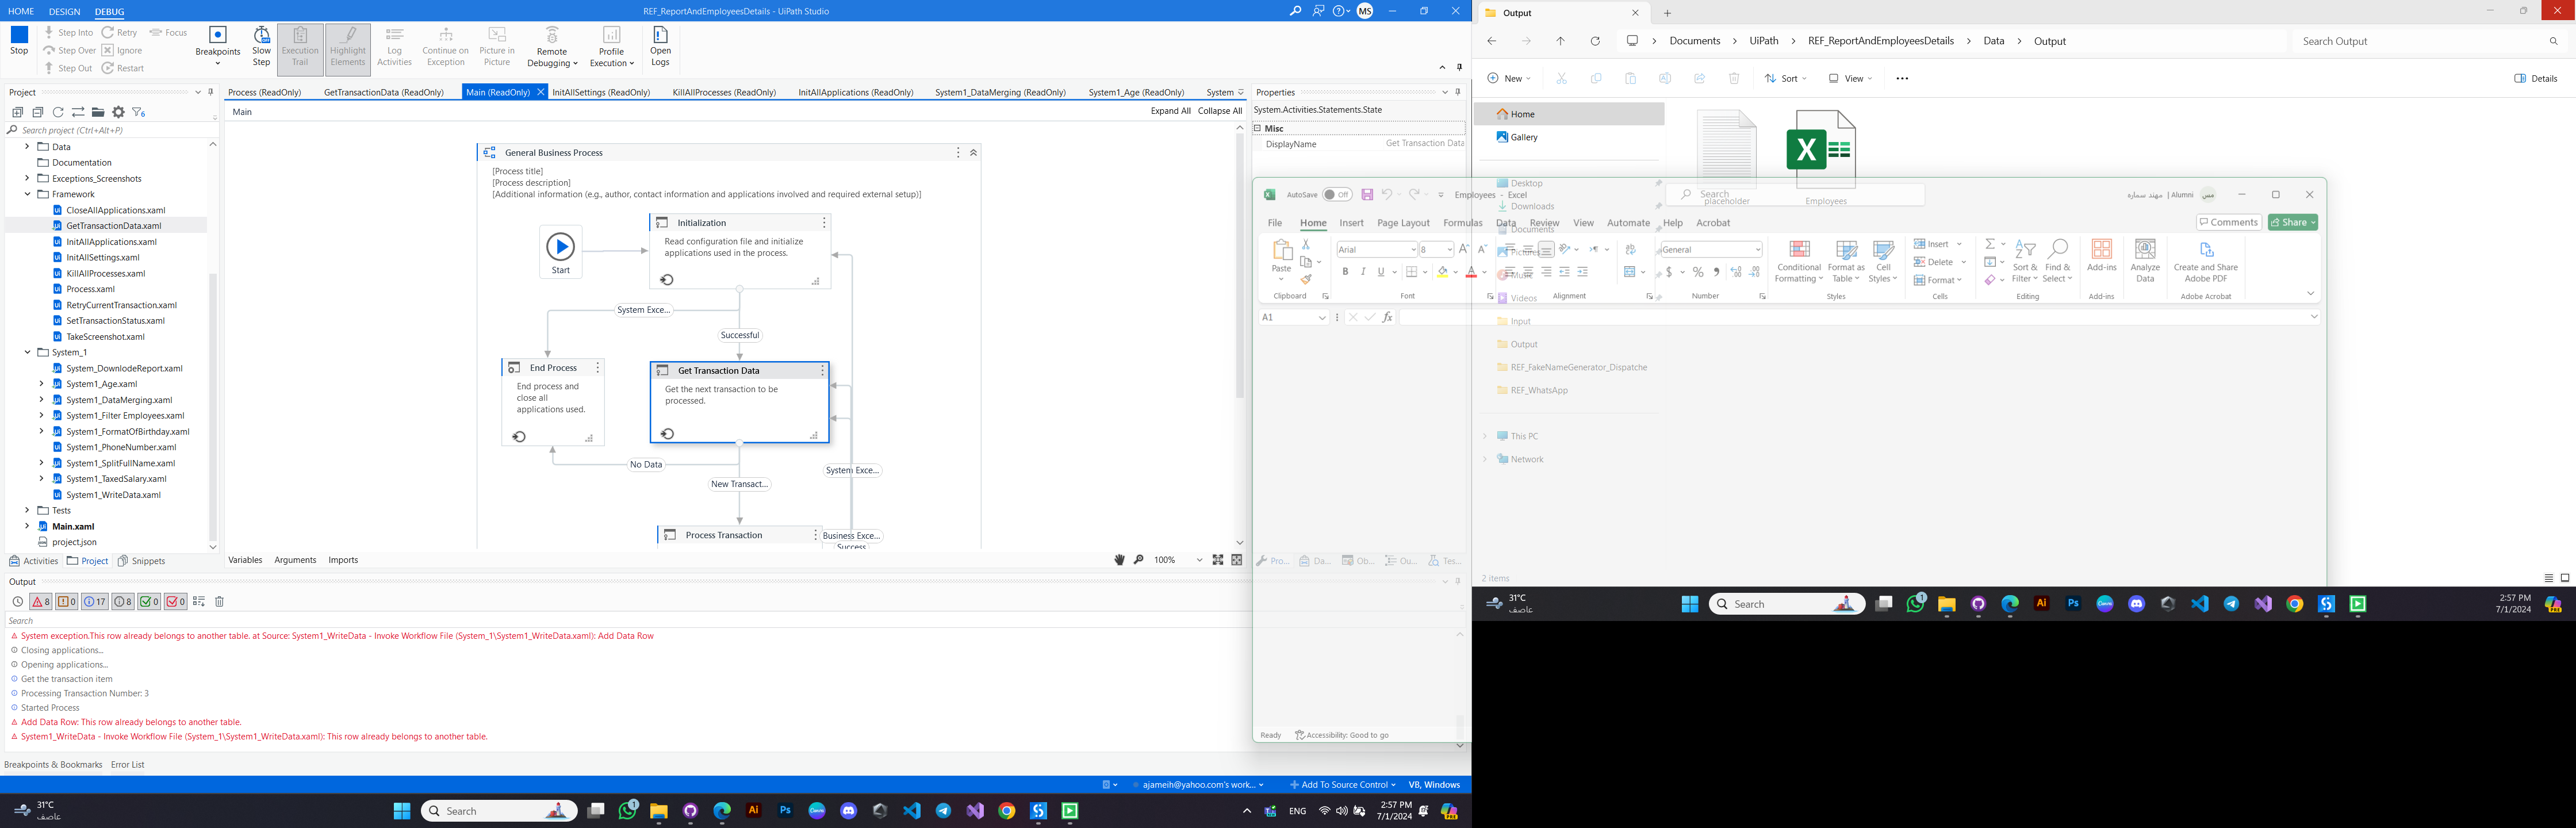 HOME DESIGN DEBUG
REF_ReportAndEmployeesDetails - UiPath Studio
MS
Stop
Step Into Retry Focus
Step Over Ignore
Step Out Restart
Breakpoints
Slow Step
Execution Trail
Highlight Elements
Log Activities
Continue on Exception
Picture in Picture
Remote Debugging
Profile Execution
Open Logs
Project
Search project (Ctrl+Alt+P)
Data
Documentation
Exceptions_Screenshots
Framework
CloseAllApplications.xaml
GetTransactionData.xaml
InitAllApplications.xaml
InitAllSettings.xaml
KillAllProcesses.xaml
Process.xaml
RetryCurrentTransaction.xaml
SetTransactionStatus.xaml
TakeScreenshot.xaml
System_1
System_DownlodeReport.xaml
System1_Age.xaml
System1_DataMerging.xaml
System1_Filter Employees.xaml
System1_FormatOfBirthday.xaml
System1_PhoneNumber.xaml
System1_SplitFullName.xaml
System1_TaxedSalary.xaml
System1_WriteData.xaml
Tests
Main.xaml
project.json
Activities Project Snippets
Process (ReadOnly) GetTransactionData (ReadOnly) Main (ReadOnly) InitAllSettings (ReadOnly) KillAllProcesses (ReadOnly) InitAllApplications (ReadOnly) System1_DataMerging (ReadOnly) System1_Age (ReadOnly) System
Main
Expand All Collapse All
General Business Process
[Process title]
[Process description]
[Additional information (e.g., author, contact information and applications involved and required external setup)]
Start
Initialization
Read configuration file and initialize
applications used in the process.
System Exce...
Successful
End Process
End process and
close all
applications used.
Get Transaction Data
Get the next transaction to be
processed.
No Data
System Exce...
New Transact...
Process Transaction
Business Exce...
Success
Variables Arguments Imports
100%
Properties
System.Activities.Statements.State
Misc
DisplayName Get Transaction Data
Pro... Da... Ob... Ou... Tes...
Output
8 0 17 8 0 0
Search
System exception.This row already belongs to another table. at Source: System1_WriteData - Invoke Workflow File (System_1\System1_WriteData.xaml): Add Data Row
Closing applications...
Opening applications...
Get the transaction item
Processing Transaction Number: 3
Started Process
Add Data Row: This row already belongs to another table.
System1_WriteData - Invoke Workflow File (System_1\System1_WriteData.xaml): This row already belongs to another table.
Breakpoints & Bookmarks Error List
ajameih@yahoo.com's work... Add To Source Control VB, Windows
31°C
عاصف
Search
ENG
2:57 PM
7/1/2024
Output
Documents > UiPath > REF_ReportAndEmployeesDetails > Data > Output
Search Output
New Sort View Details
Home
Gallery
Desktop
Downloads
Documents
Pictures
Music
Videos
Input
Output
REF_FakeNameGenerator_Dispatche
REF_WhatsApp
This PC
Network
placeholder
Employees
2 items
AutoSave Off
Employees - Excel
Search
مهند سماره | Alumni
File Home Insert Page Layout Formulas Data Review View Automate Help Acrobat
Comments Share
Paste
Clipboard
Arial 8
B I U
Font
Alignment
General
Number
Conditional Formatting
Format as Table
Cell Styles
Styles
Insert
Delete
Format
Cells
Sort & Filter
Find & Select
Editing
Add-ins
Add-ins
Analyze Data
Create and Share Adobe PDF
Adobe Acrobat
A1
Ready
Accessibility: Good to go
31°C
عاصف
Search
2:57 PM
7/1/2024